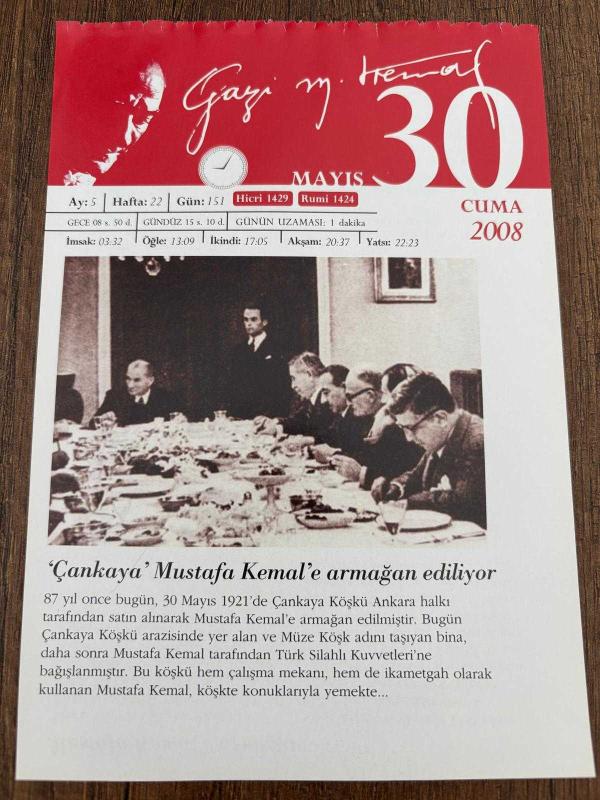 Gazi M. Kemal
30
MAYIS
CUMA
2008
Ay: 5 Hafta: 22 Gün: 151 Hicri 1429 Rumi 1424
GECE 08 s. 50 d. GÜNDÜZ 15 s. 10 d. GÜNÜN UZAMASI: 1 dakika
İmsak: 03:32 Öğle: 13:09 İkindi: 17:05 Akşam: 20:37 Yatsı: 22:23
‘Çankaya’ Mustafa Kemal’e armağan ediliyor
87 yıl once bugün, 30 Mayıs 1921’de Çankaya Köşkü Ankara halkı
tarafından satın alınarak Mustafa Kemal’e armağan edilmiştir. Bugün
Çankaya Köşkü arazisinde yer alan ve Müze Köşk adını taşıyan bina,
daha sonra Mustafa Kemal tarafından Türk Silahlı Kuvvetleri’ne
bağışlanmıştır. Bu köşkü hem çalışma mekanı, hem de ikametgah olarak
kullanan Mustafa Kemal, köşkte konuklarıyla yemekte...